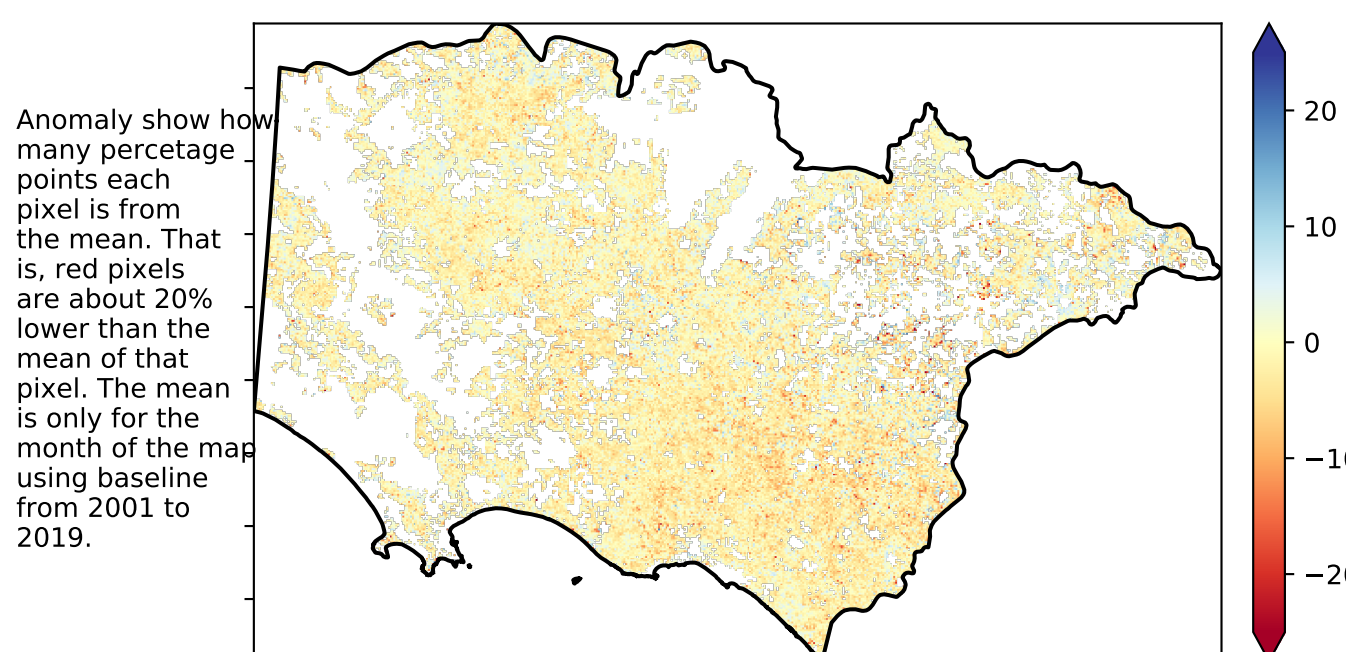 Anomaly show how
many percetage
points each
pixel is from
the mean. That
is, red pixels
are about 20%
lower than the
mean of that
pixel. The mean
is only for the
month of the map
using baseline
from 2001 to
2019.
20
10
0
−10
−20